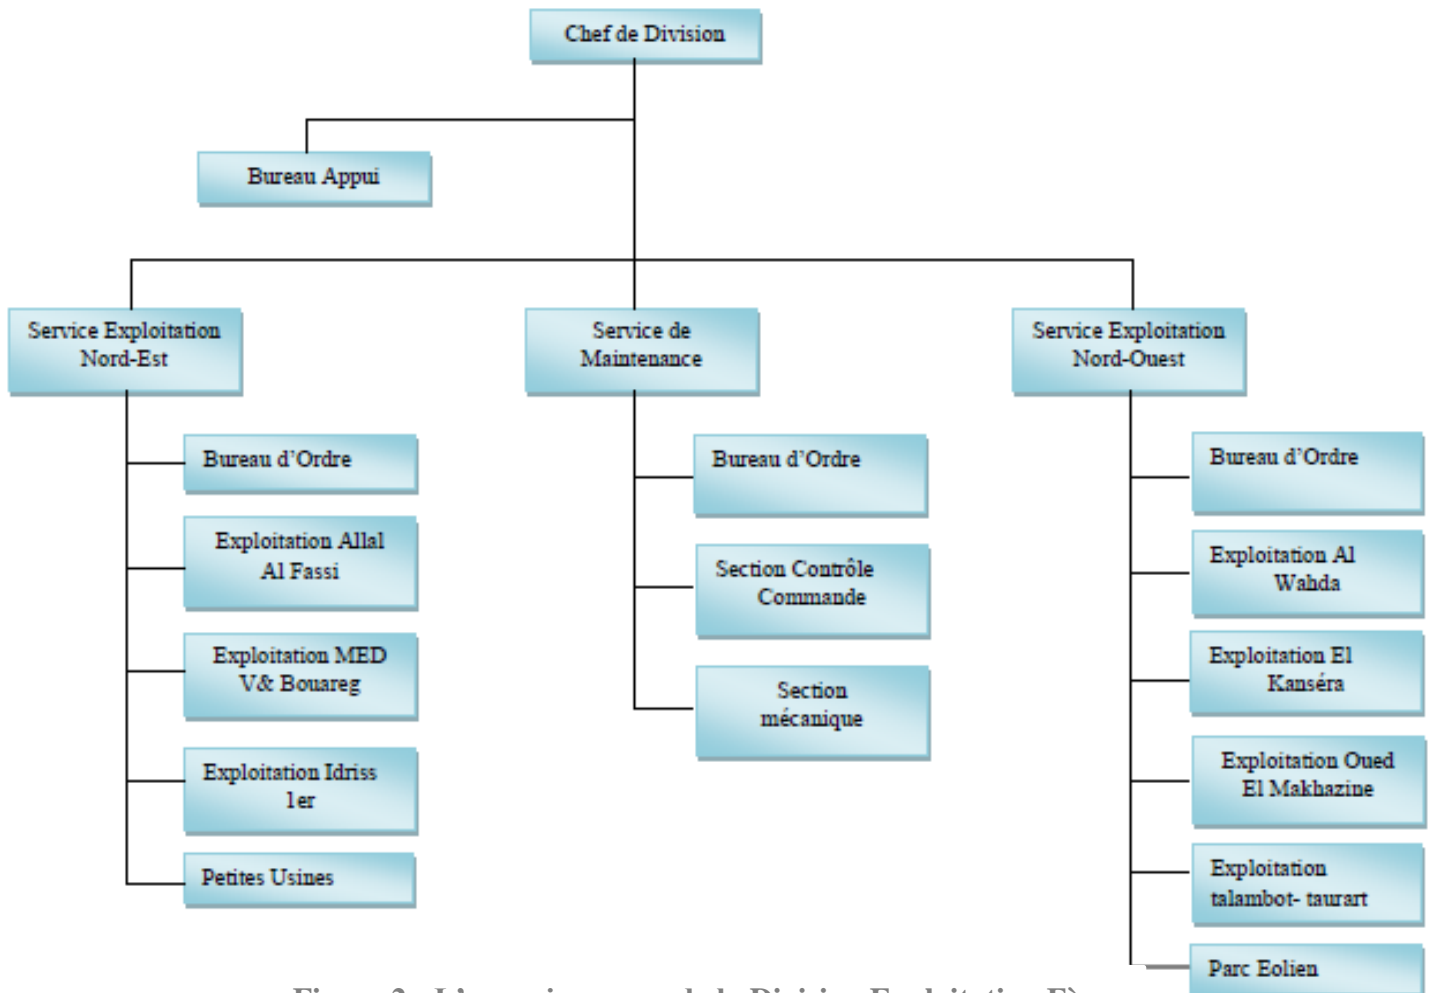 Chef de Division
Bureau Appui
Service Exploitation
Nord-Est
Service de
Maintenance
Service Exploitation
Nord-Ouest
Bureau d’Ordre
Exploitation Allal
Al Fassi
Exploitation MED
V& Bouareg
Exploitation Idriss
1er
Petites Usines
Bureau d’Ordre
Section Contrôle
Commande
Section
mécanique
Bureau d’Ordre
Exploitation Al
Wahda
Exploitation El
Kanséra
Exploitation Oued
El Makhazine
Exploitation
talambot- taurart
Parc Eolien